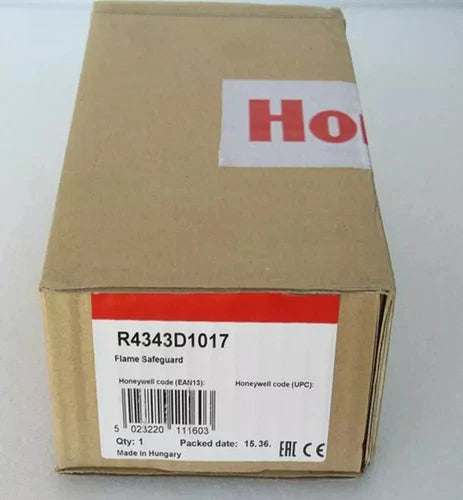 Ho
R4343D1017
Flame Safeguard
Honeywell code (EAN13): Honeywell code (UPC):
5 023220 111603
Qty: 1 Packed date: 15.36. EAC CE
Made in Hungary